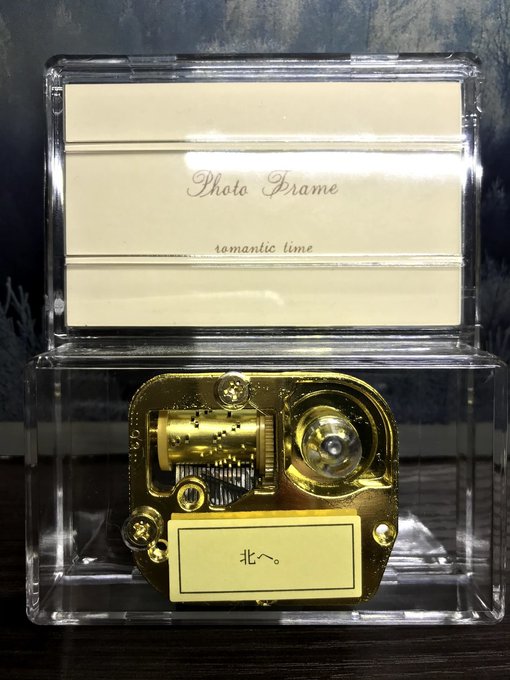 Photo Frame
romantic time
北へ。